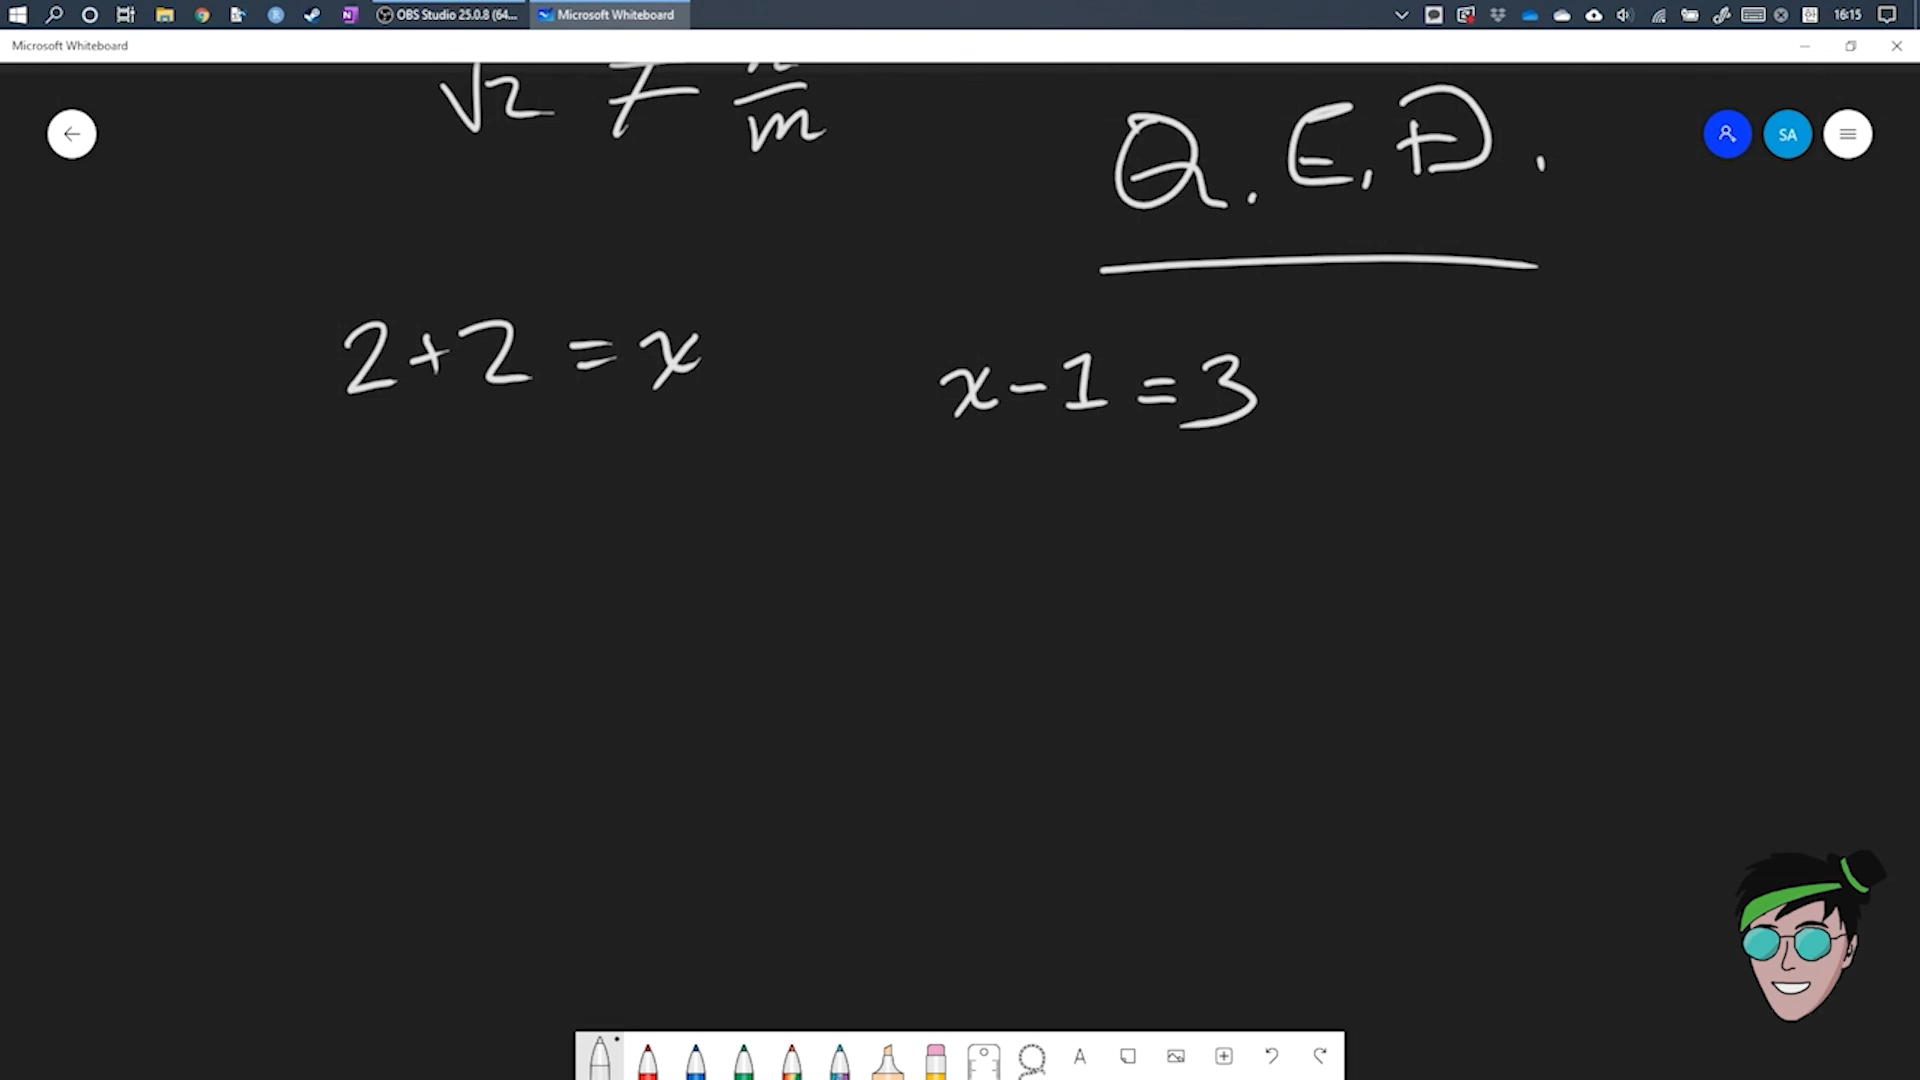 OBS Studio 25.0.8 (64... Microsoft Whiteboard 16:15
Microsoft Whiteboard
√2 ≠ n/m
Q.E.D.
SA
2+2=x
x-1=3
A